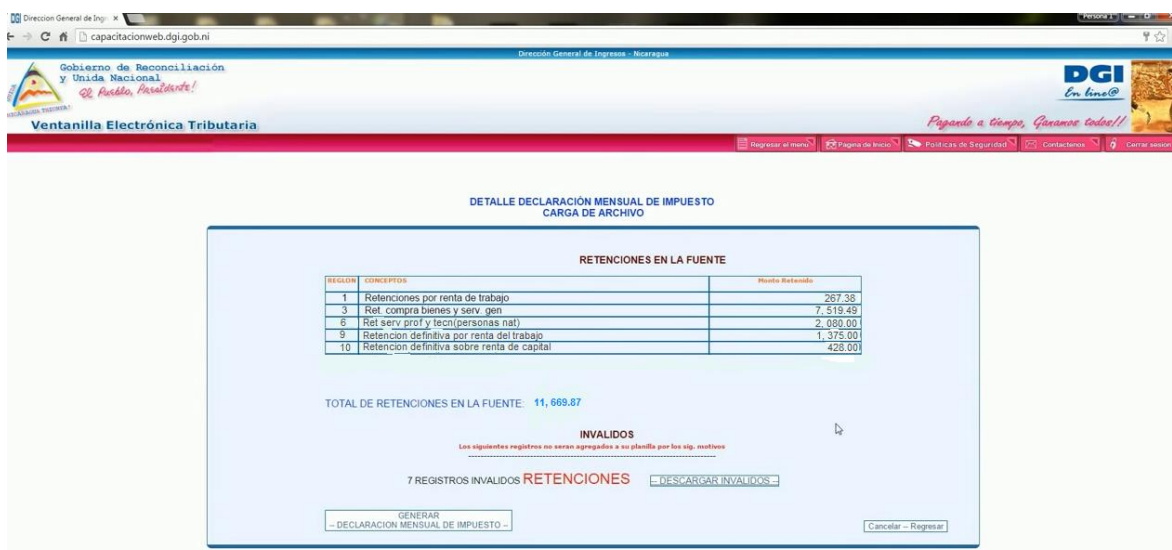 Direccion General de Ingr
Persona 1
capacitacionweb.dgi.gob.ni
Dirección General de Ingresos - Nicaragua
Gobierno de Reconciliación
y Unida Nacional
El Pueblo, Presidente!
DGI
En line@
Ventanilla Electrónica Tributaria
Pagando a tiempo, Ganamos todos!!
Regresar al menu Pagina de Inicio Politicas de Seguridad Contactenos Cerrar sesion
DETALLE DECLARACIÓN MENSUAL DE IMPUESTO
CARGA DE ARCHIVO
RETENCIONES EN LA FUENTE
REGLON CONCEPTOS Monto Retenido
1 Retenciones por renta de trabajo 267.38
3 Ret. compra bienes y serv. gen 7, 519.49
6 Ret serv prof y tecn(personas nat) 2, 080.00
9 Retencion definitiva por renta del trabajo 1, 375.00
10 Retencion definitiva sobre renta de capital 428.00
TOTAL DE RETENCIONES EN LA FUENTE: 11, 669.87
INVALIDOS
Los siguientes registros no seran agregados a su planilla por los sig. motivos
7 REGISTROS INVALIDOS RETENCIONES -- DESCARGAR INVALIDOS --
GENERAR
-- DECLARACION MENSUAL DE IMPUESTO --
Cancelar -- Regresar